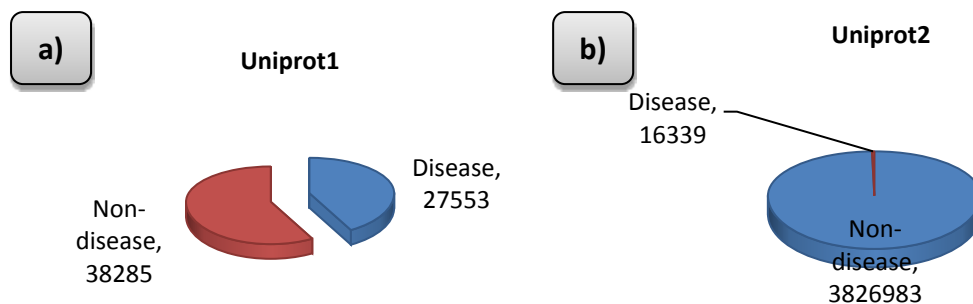 a)
Uniprot1
Disease,
27553
Non-
disease,
38285
b)
Uniprot2
Disease,
16339
Non-
disease,
3826983